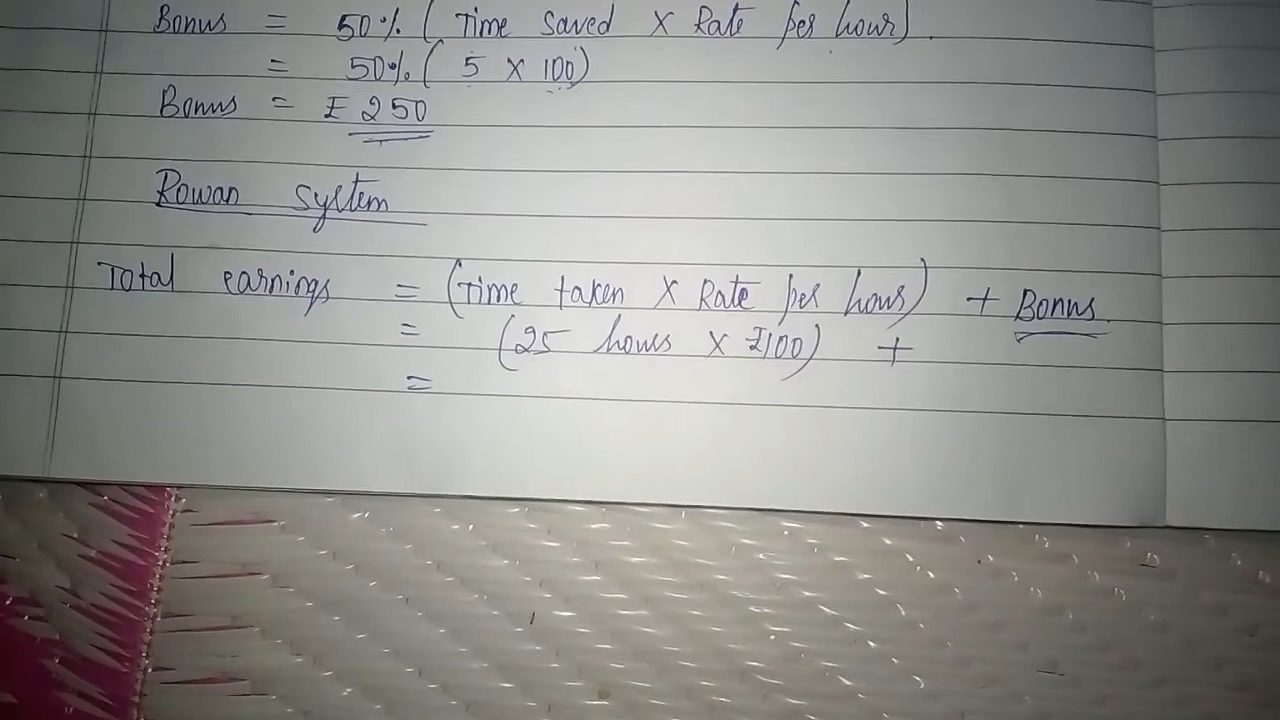 Bonus = 50% ( Time saved X Rate per hour)
= 50% ( 5 X 100)
Bonus = ₹ 250
Rowan system
Total earnings = (Time taken X Rate per hour) + Bonus
= (25 hours X ₹100) +
=